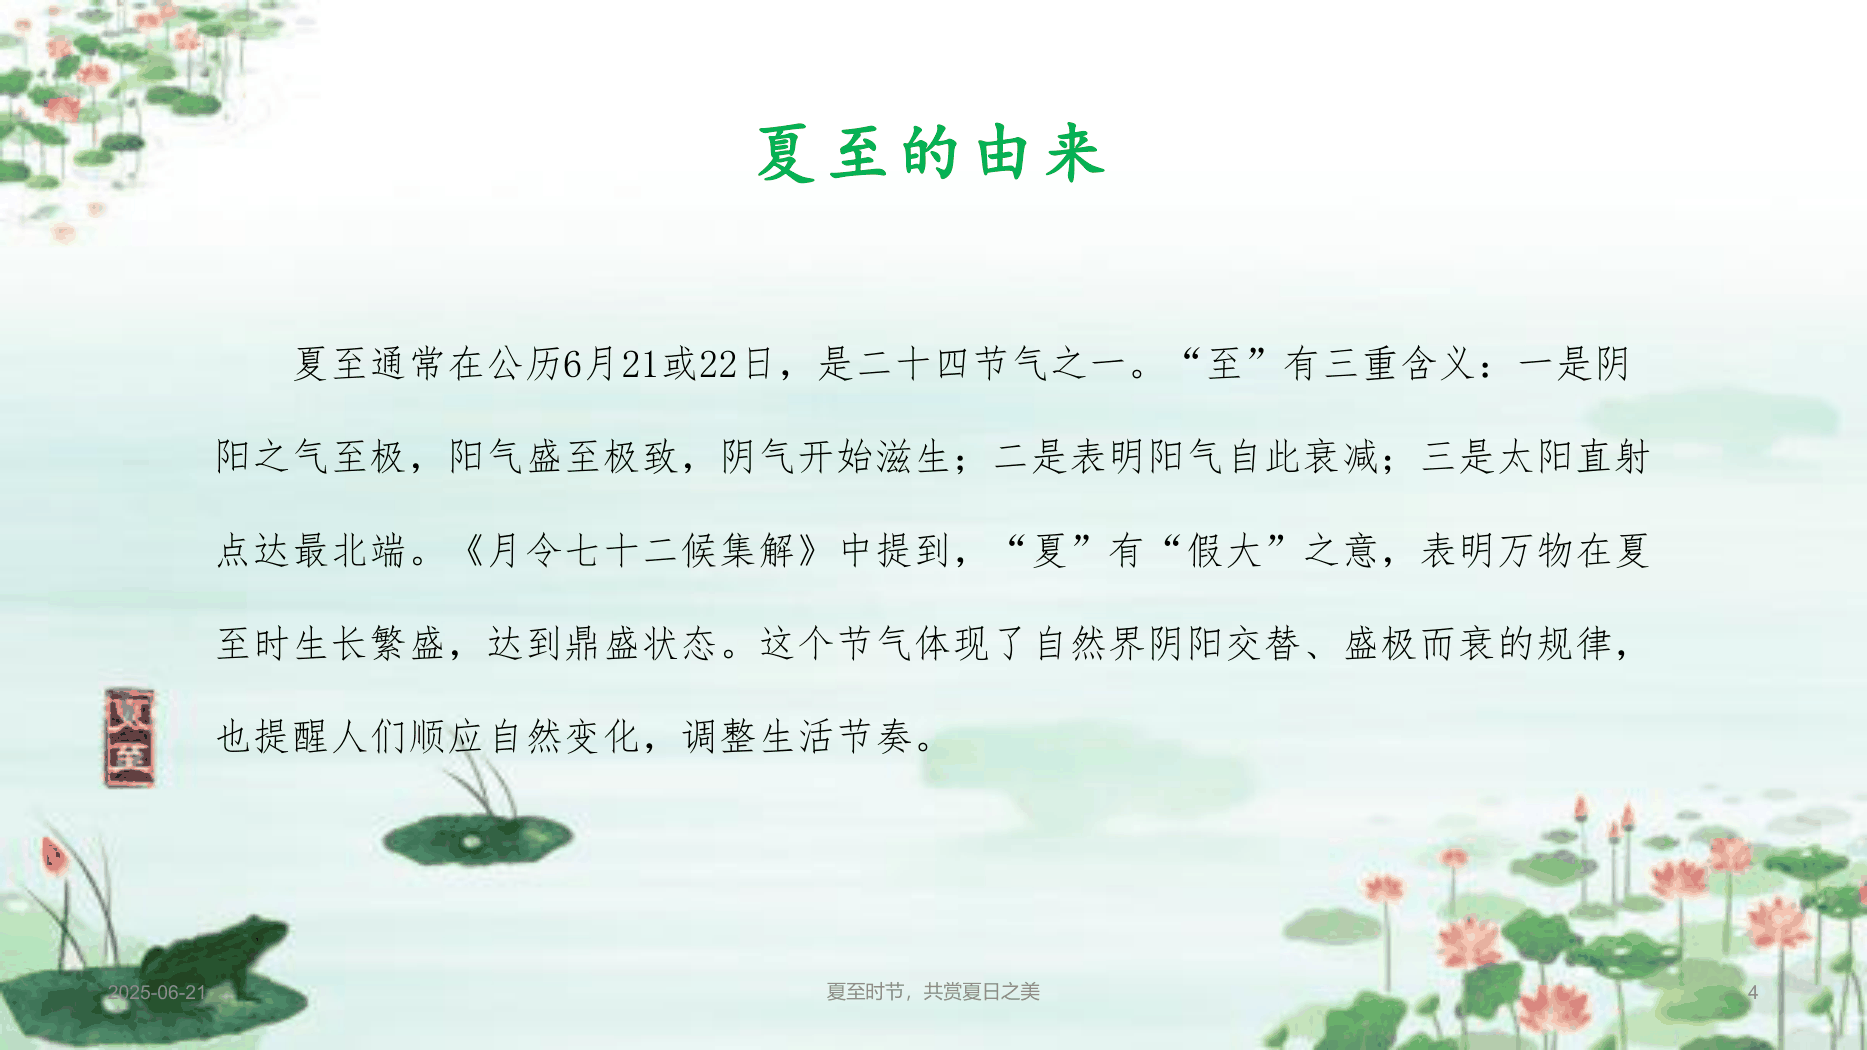 夏至的由来
夏至通常在公历6月21或22日，是二十四节气之一。“至”有三重含义：一是阴
阳之气至极，阳气盛至极致，阴气开始滋生；二是表明阳气自此衰减；三是太阳直射
点达最北端。《月令七十二候集解》中提到，“夏”有“假大”之意，表明万物在夏
至时生长繁盛，达到鼎盛状态。这个节气体现了自然界阴阳交替、盛极而衰的规律，
也提醒人们顺应自然变化，调整生活节奏。
夏
至
2025-06-21
夏至时节，共赏夏日之美
4